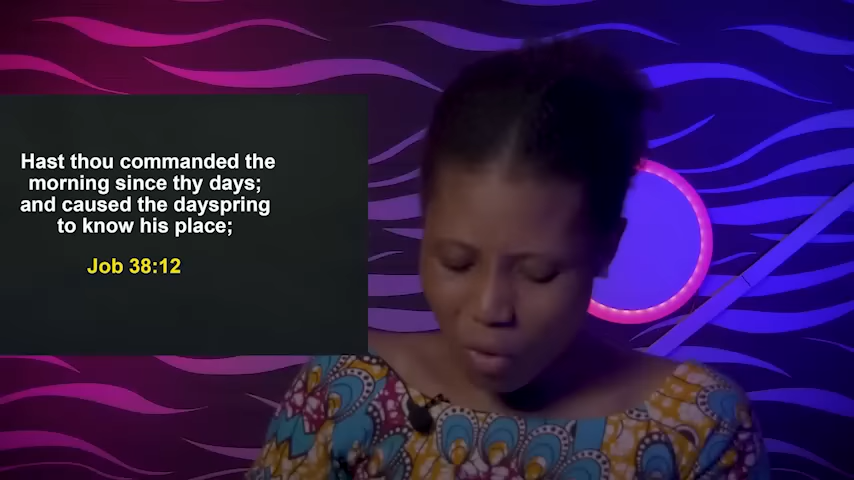 Hast thou commanded the
morning since thy days;
and caused the dayspring
to know his place;
Job 38:12